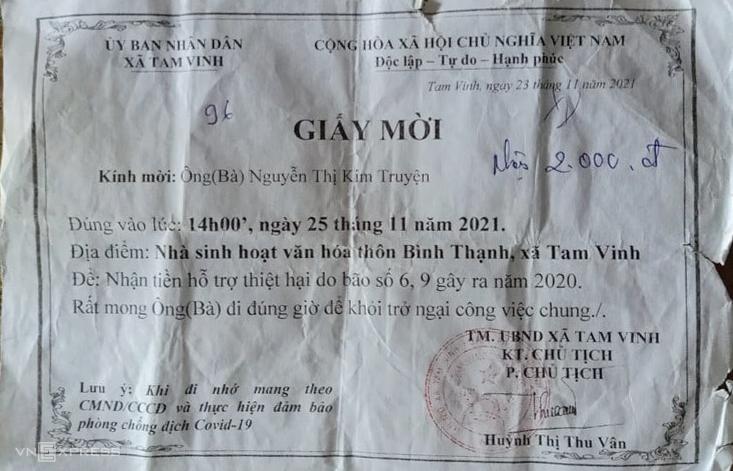 ỦY BAN NHÂN DÂN
XÃ TAM VINH
CỘNG HÒA XÃ HỘI CHỦ NGHĨA VIỆT NAM
Độc lập – Tự do – Hạnh phúc
Tam Vinh, ngày 23 tháng 11 năm 2021
96
GIẤY MỜI
Nhận 2.000.đ
Kính mời: Ông(Bà) Nguyễn Thị Kim Truyện
Đúng vào lúc: 14h00’, ngày 25 tháng 11 năm 2021.
Địa điểm: Nhà sinh hoạt văn hóa thôn Bình Thạnh, xã Tam Vinh
Đề: Nhận tiền hỗ trợ thiệt hại do bão số 6, 9 gây ra năm 2020.
Rất mong Ông(Bà) đi đúng giờ để khỏi trở ngại công việc chung./.
TM. UBND XÃ TAM VINH
KT. CHỦ TỊCH
P. CHỦ TỊCH
Lưu ý: Khi đi nhớ mang theo
CMND/CCCD và thực hiện đảm bảo
phòng chống dịch Covid-19
Huỳnh Thị Thu Vân
VNEXPRESS